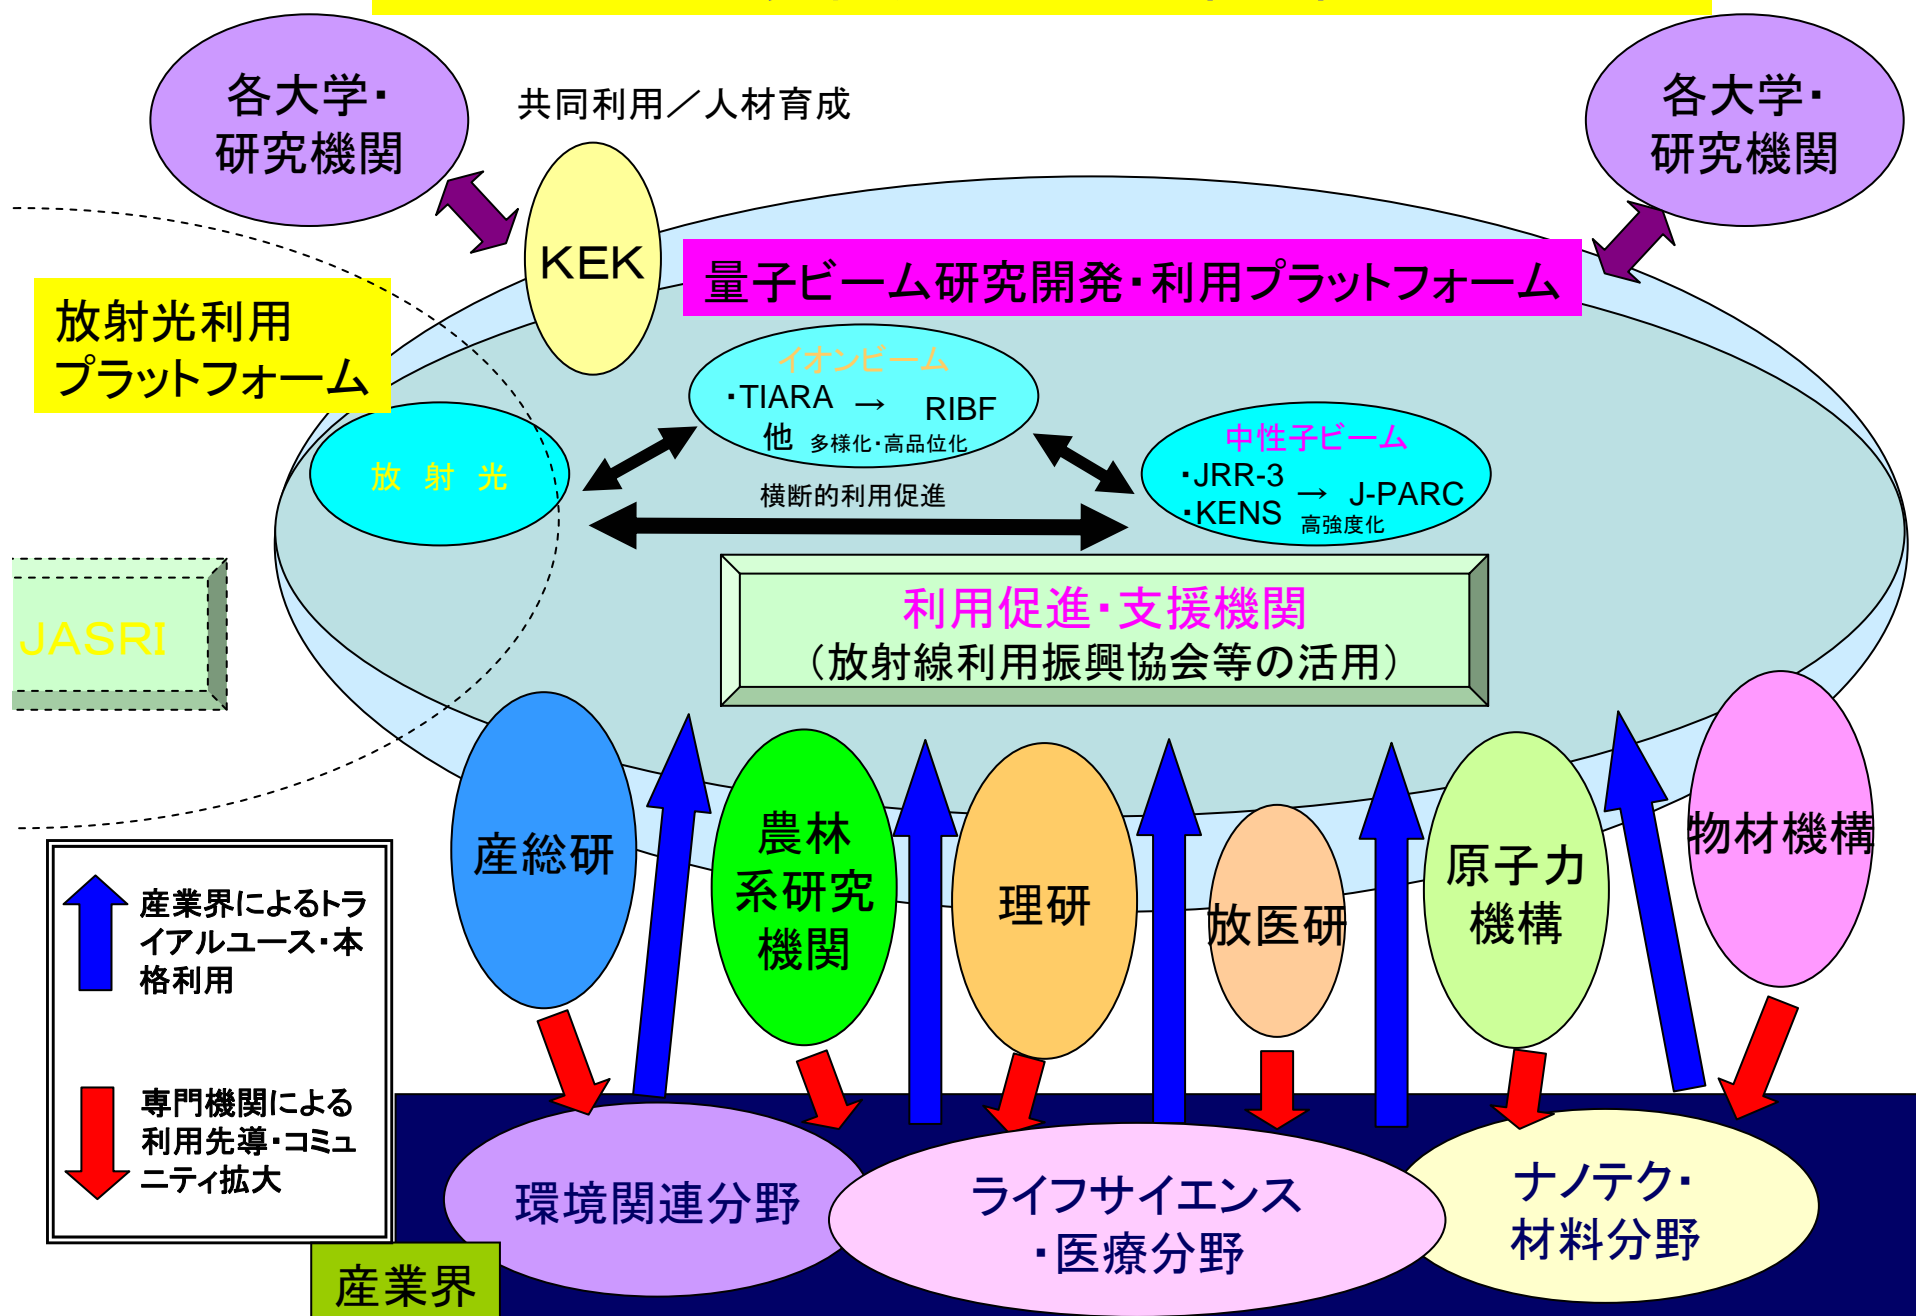 各大学・
研究機関
共同利用／人材育成
各大学・
研究機関
KEK
量子ビーム研究開発・利用プラットフォーム
放射光利用
プラットフォーム
イオンビーム
・TIARA → RIBF
他 多様化・高品位化
中性子ビーム
・JRR-3
・KENS → J-PARC
高強度化
放 射 光
横断的利用促進
利用促進・支援機関
（放射線利用振興協会等の活用）
JASRI
産総研
農林
系研究
機関
理研
放医研
原子力
機構
物材機構
産業界によるトラ
イアルユース・本
格利用
専門機関による
利用先導・コミュ
ニティ拡大
環境関連分野
ライフサイエンス
・医療分野
ナノテク・
材料分野
産業界